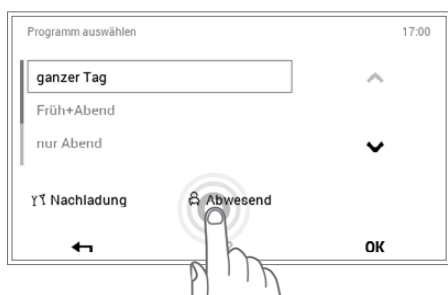 Programm auswählen 17:00
ganzer Tag
Früh+Abend
nur Abend
Nachladung Abwesend
OK